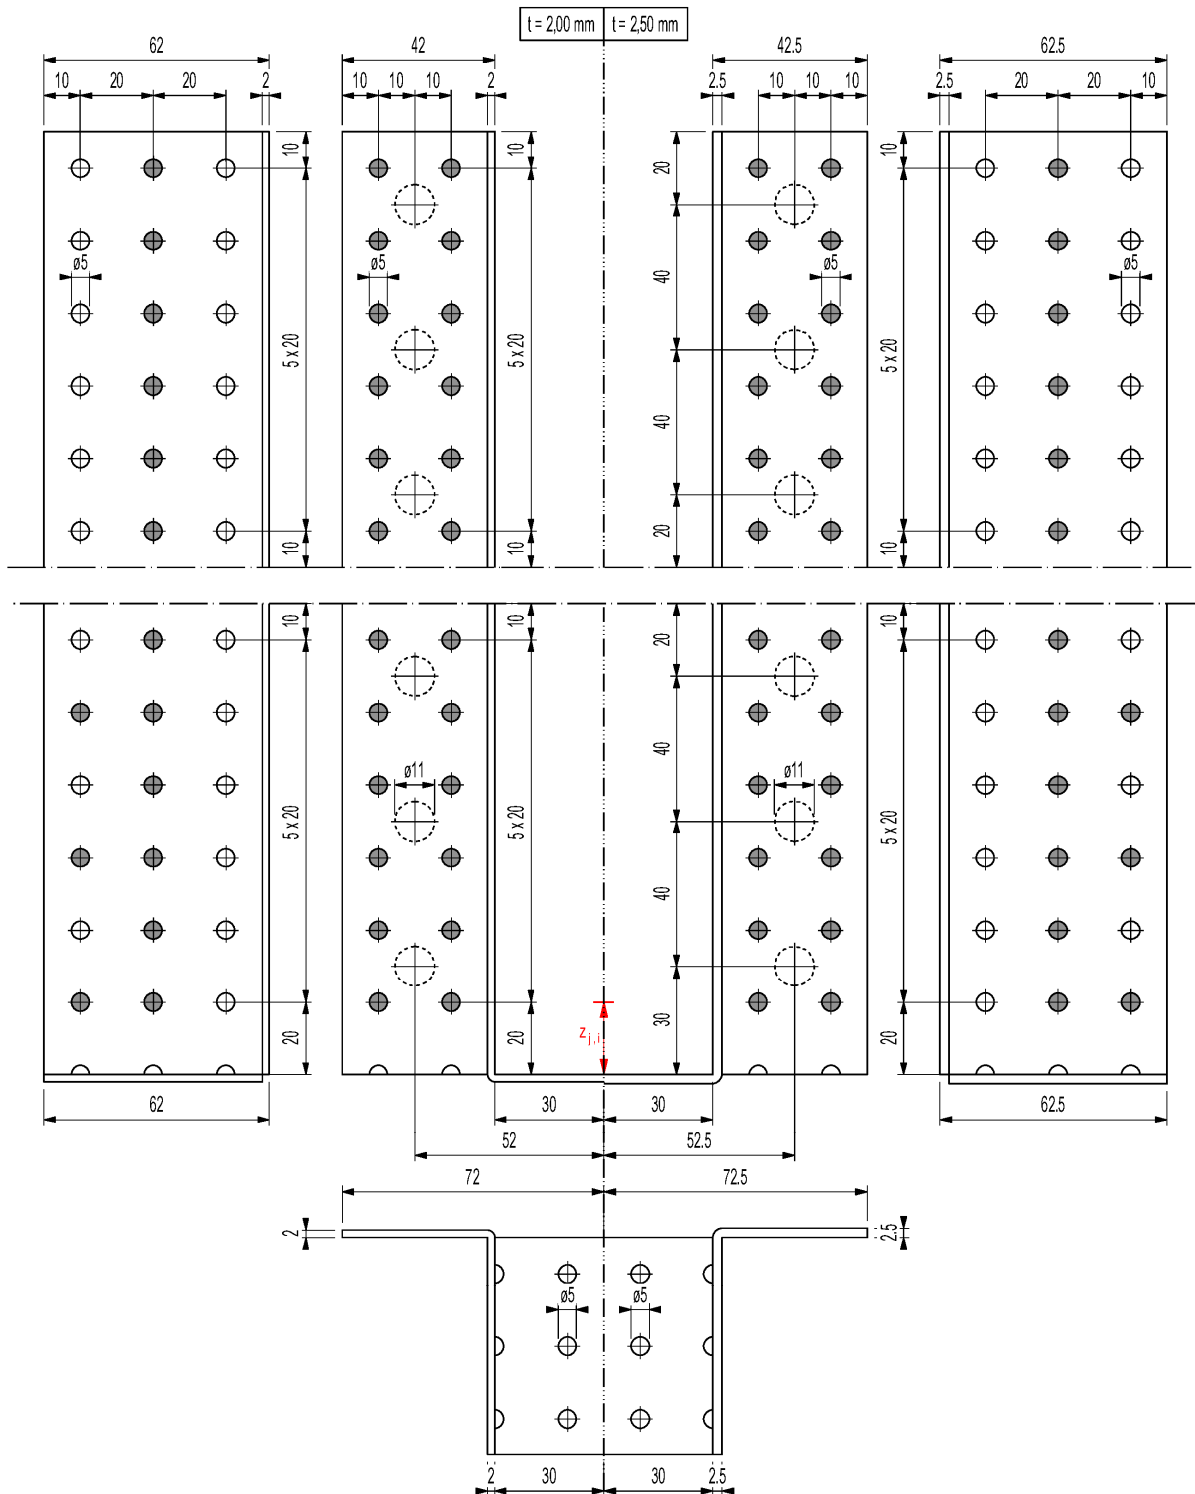 t = 2,00 mm t = 2,50 mm
62 42 42.5 62.5
10 20 20 2 10 10 10 2 2.5 10 10 10 2.5 20 20 10
10 10 20 10
ø5 ø5 ø5 ø5
40
5 x 20 5 x 20 5 x 20
40
10 10 20 10
10 10 20 10
40
ø11 ø11
5 x 20 5 x 20 5 x 20
40
20 20 30 20
z j,i
62 30 30 62.5
52 52.5
72 72.5
2 2.5
ø5 ø5
2 30 30 2.5